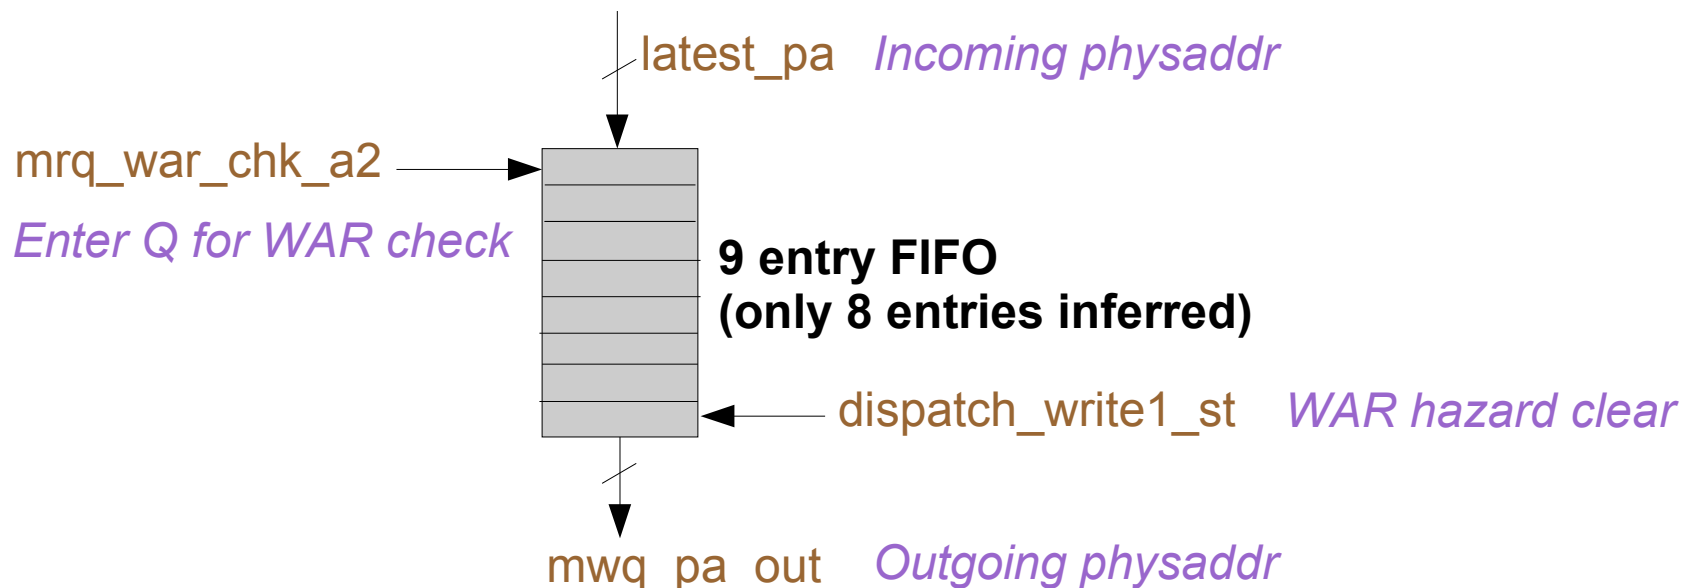 latest_pa Incoming physaddr
mrq_war_chk_a2
Enter Q for WAR check
9 entry FIFO
(only 8 entries inferred)
dispatch_write1_st WAR hazard clear
mwq_pa_out Outgoing physaddr